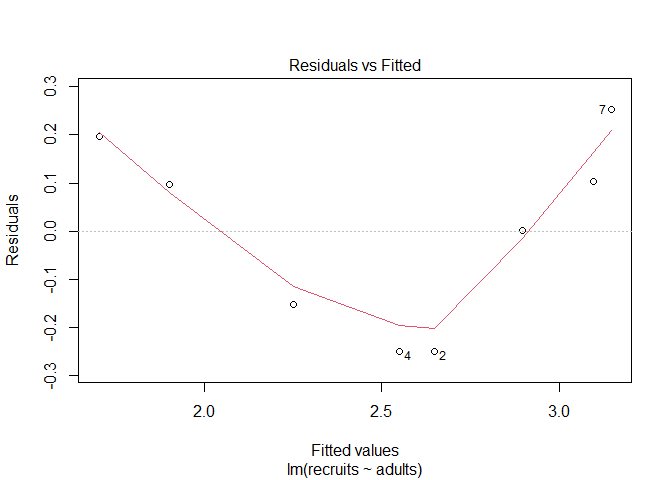 Residuals vs Fitted
Residuals
0.3
0.2
0.1
0.0
-0.1
-0.2
-0.3
7
4
2
2.0 2.5 3.0
Fitted values
lm(recruits ~ adults)